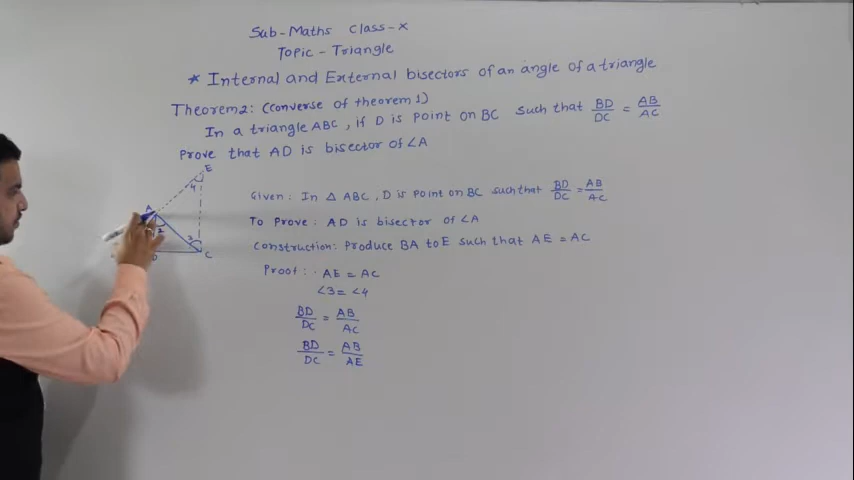 Sub-Maths Class-X
Topic - Triangle
* Internal and External bisectors of an angle of a triangle
Theorem2: (Converse of theorem 1)
In a triangle ABC, if D is point on BC such that BD/DC = AB/AC
Prove that AD is bisector of ∠A
E
4
A
2
3
D
C
Given: In Δ ABC, D is point on BC such that BD/DC = AB/AC
To Prove: AD is bisector of ∠A
Construction: Produce BA to E such that AE = AC
Proof: ∵ AE = AC
∠3 = ∠4
BD/DC = AB/AC
BD/DC = AB/AE